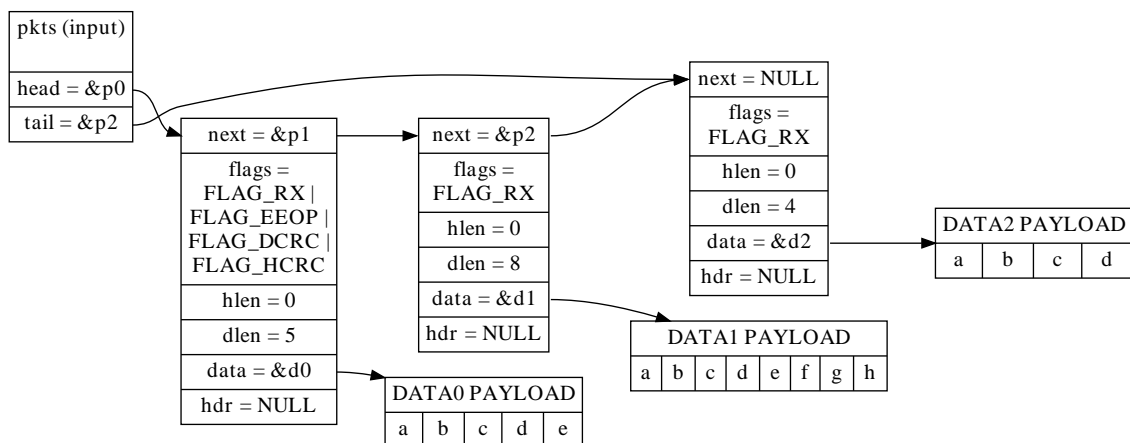 pkts (input)
head = &p0
tail = &p2
next = &p1
flags =
FLAG_RX |
FLAG_EEOP |
FLAG_DCRC |
FLAG_HCRC
hlen = 0
dlen = 5
data = &d0
hdr = NULL
next = &p2
flags =
FLAG_RX
hlen = 0
dlen = 8
data = &d1
hdr = NULL
next = NULL
flags =
FLAG_RX
hlen = 0
dlen = 4
data = &d2
hdr = NULL
DATA0 PAYLOAD
a b c d e
DATA1 PAYLOAD
a b c d e f g h
DATA2 PAYLOAD
a b c d